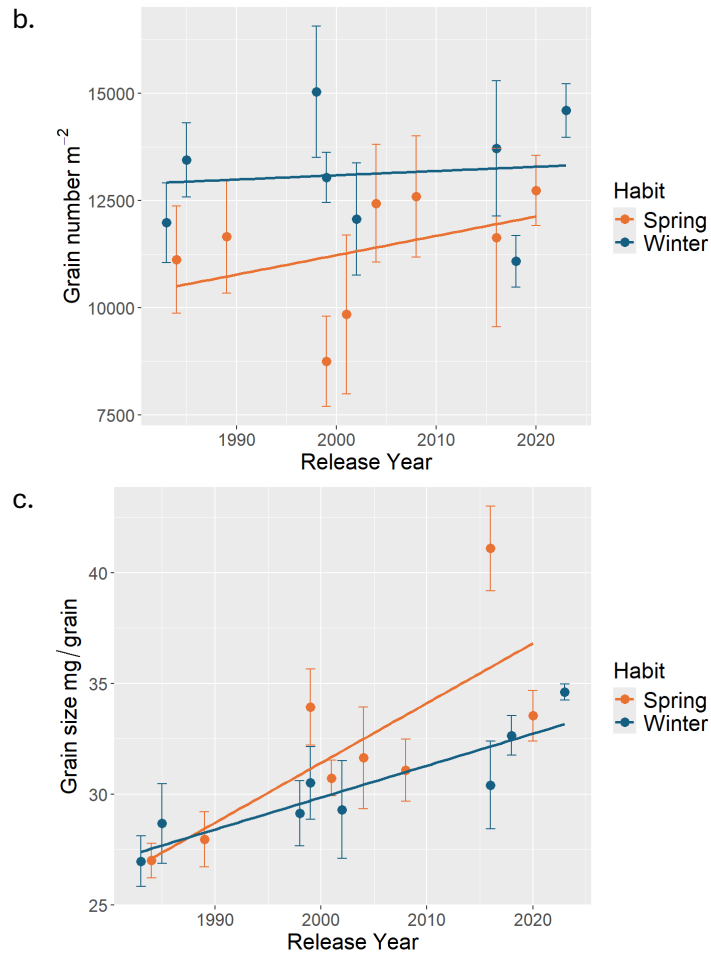 b.
15000
12500
10000
7500
Grain number m⁻²
1990 2000 2010 2020
Release Year
Habit
Spring
Winter
c.
40
35
30
25
Grain size mg/grain
1990 2000 2010 2020
Release Year
Habit
Spring
Winter